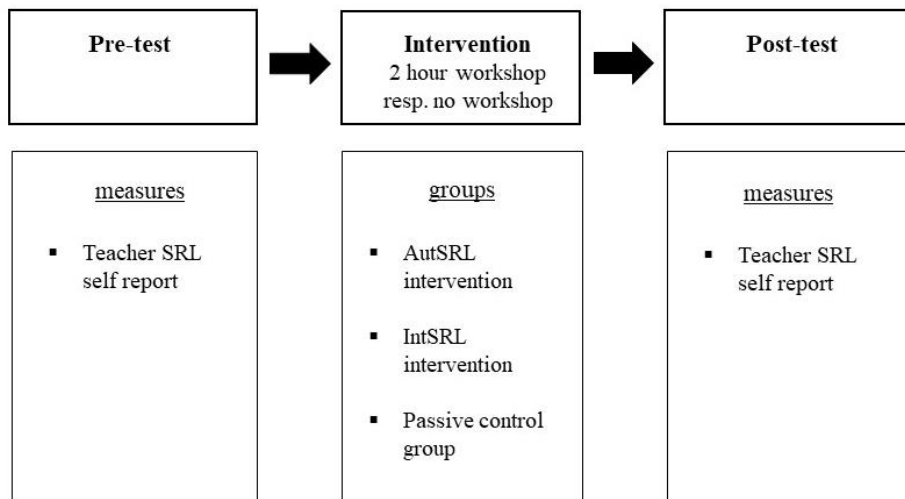 Pre-test
Intervention
2 hour workshop
resp. no workshop
Post-test
measures
▪ Teacher SRL
self report
groups
▪ AutSRL
intervention
▪ IntSRL
intervention
▪ Passive control
group
measures
▪ Teacher SRL
self report